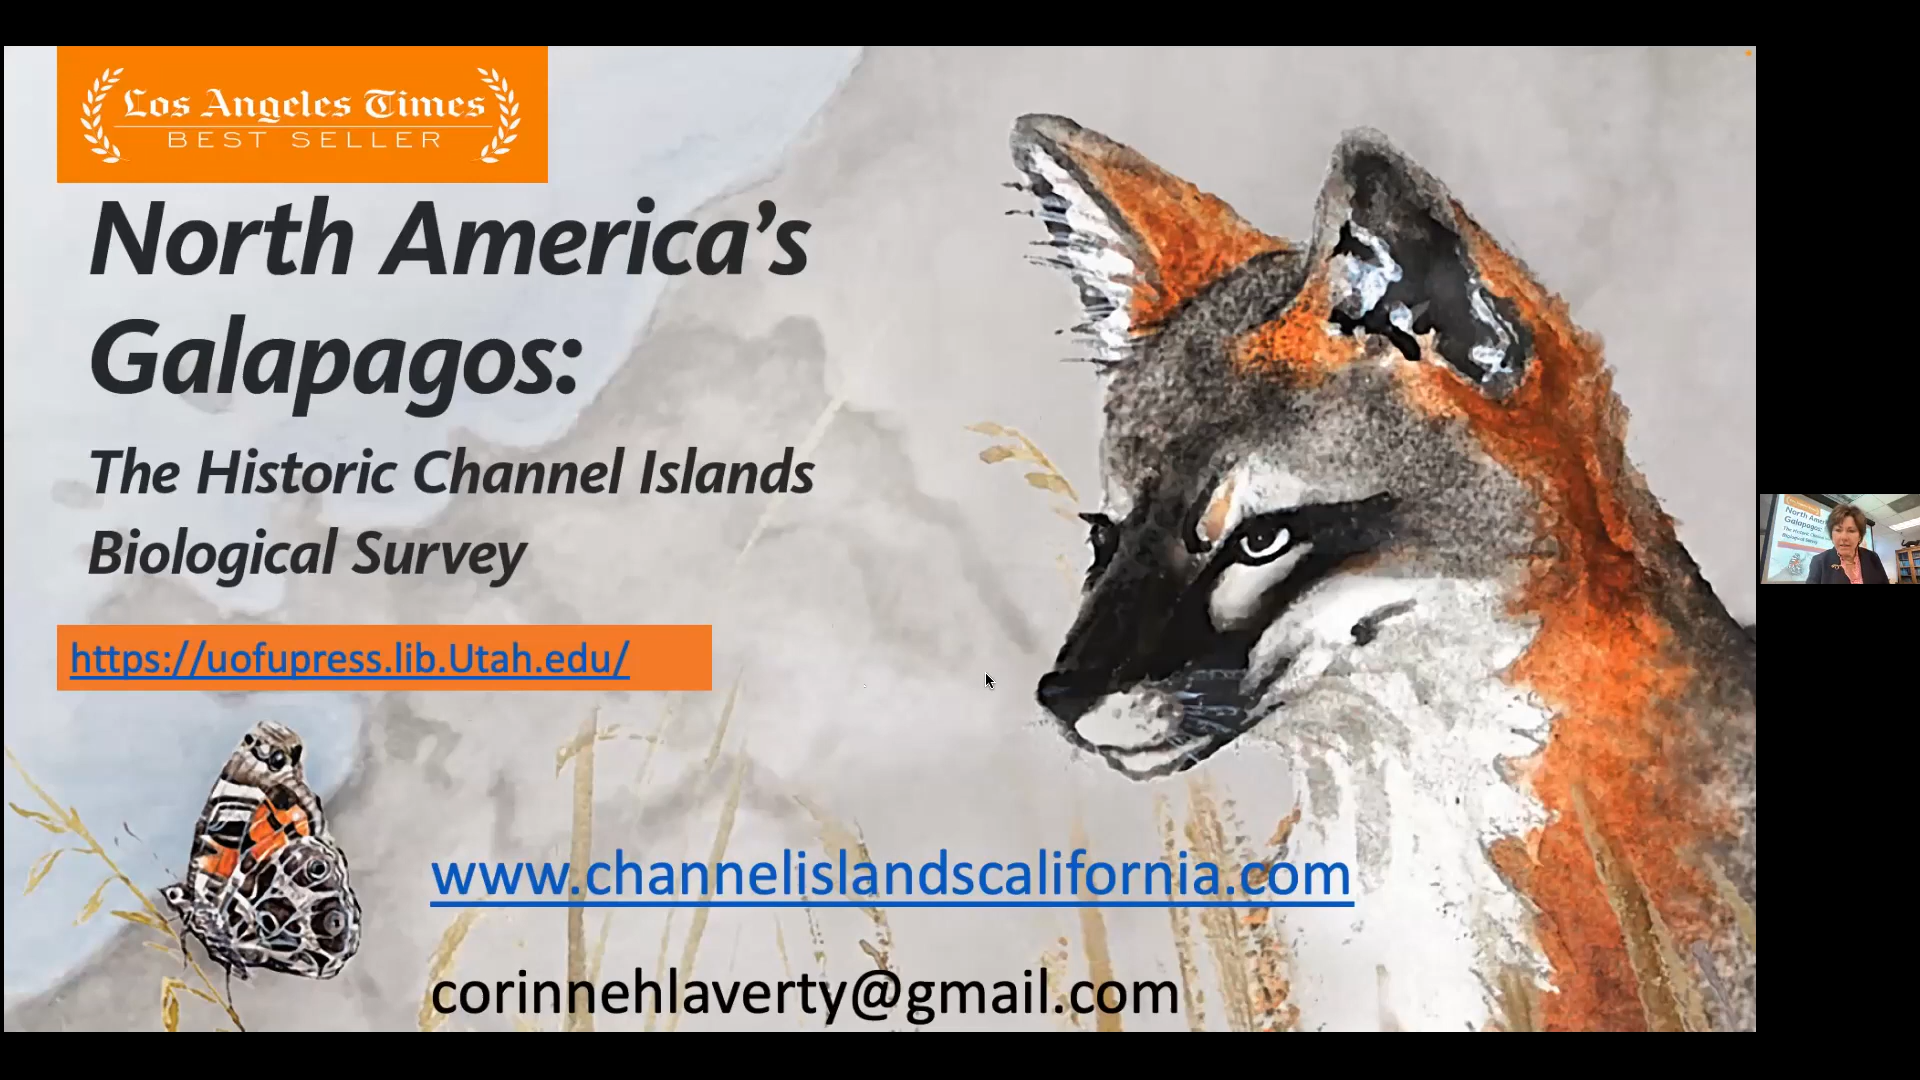 Los Angeles Times
BEST SELLER
North America's
Galapagos:
The Historic Channel Islands
Biological Survey
https://uofupress.lib.Utah.edu/
www.channelislandscalifornia.com
corinnehlaverty@gmail.com